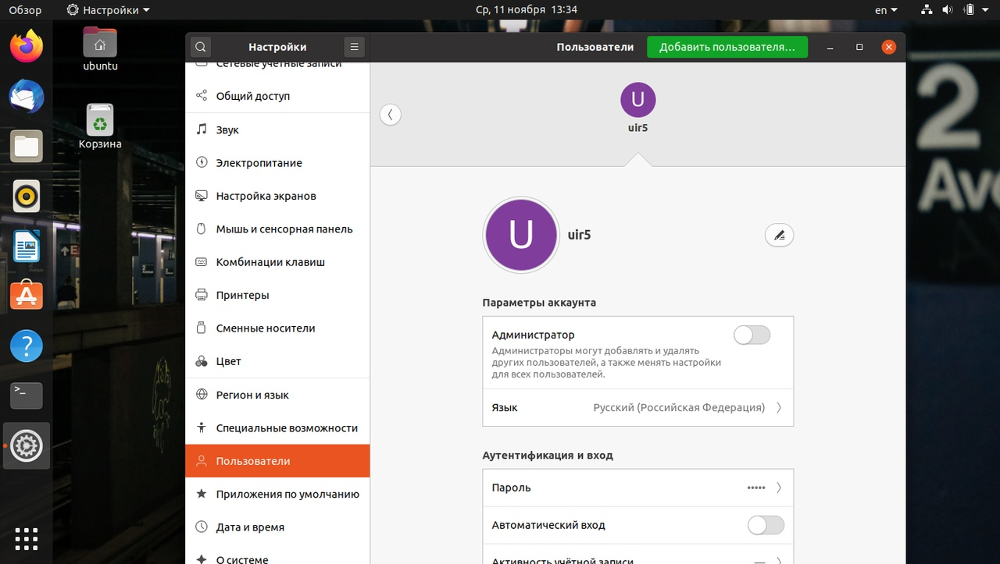 Обзор
Настройки
Ср, 11 ноября 13:34
en
ubuntu
Корзина
Настройки
Пользователи
Добавить пользователя...
Сетевые учётные записи
Общий доступ
Звук
Электропитание
Настройка экранов
Мышь и сенсорная панель
Комбинации клавиш
Принтеры
Сменные носители
Цвет
Регион и язык
Специальные возможности
Пользователи
Приложения по умолчанию
Дата и время
О системе
U
uir5
U
uir5
Параметры аккаунта
Администратор
Администраторы могут добавлять и удалять
других пользователей, а также менять настройки
для всех пользователей.
Язык
Русский (Российская Федерация)
Аутентификация и вход
Пароль
•••••
Автоматический вход
Активность учётной записи
—
2
Ave